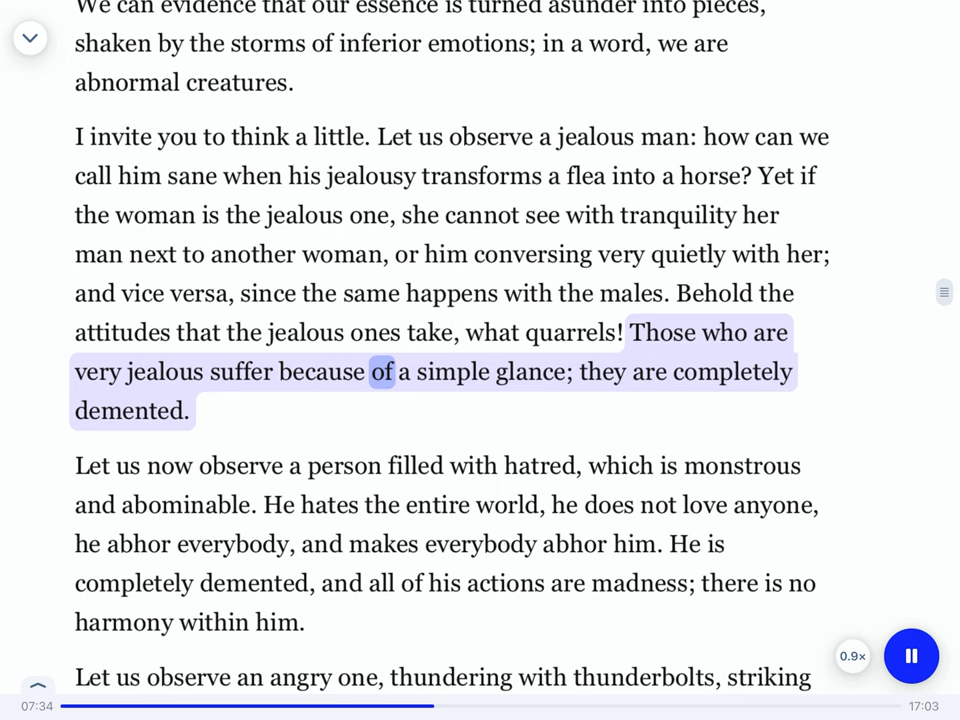 We can evidence that our essence is turned asunder into pieces,
shaken by the storms of inferior emotions; in a word, we are
abnormal creatures.
I invite you to think a little. Let us observe a jealous man: how can we
call him sane when his jealousy transforms a flea into a horse? Yet if
the woman is the jealous one, she cannot see with tranquility her
man next to another woman, or him conversing very quietly with her;
and vice versa, since the same happens with the males. Behold the
attitudes that the jealous ones take, what quarrels! Those who are
very jealous suffer because of a simple glance; they are completely
demented.
Let us now observe a person filled with hatred, which is monstrous
and abominable. He hates the entire world, he does not love anyone,
he abhor everybody, and makes everybody abhor him. He is
completely demented, and all of his actions are madness; there is no
harmony within him.
0.9×
Let us observe an angry one, thundering with thunderbolts, striking
07:34
17:03